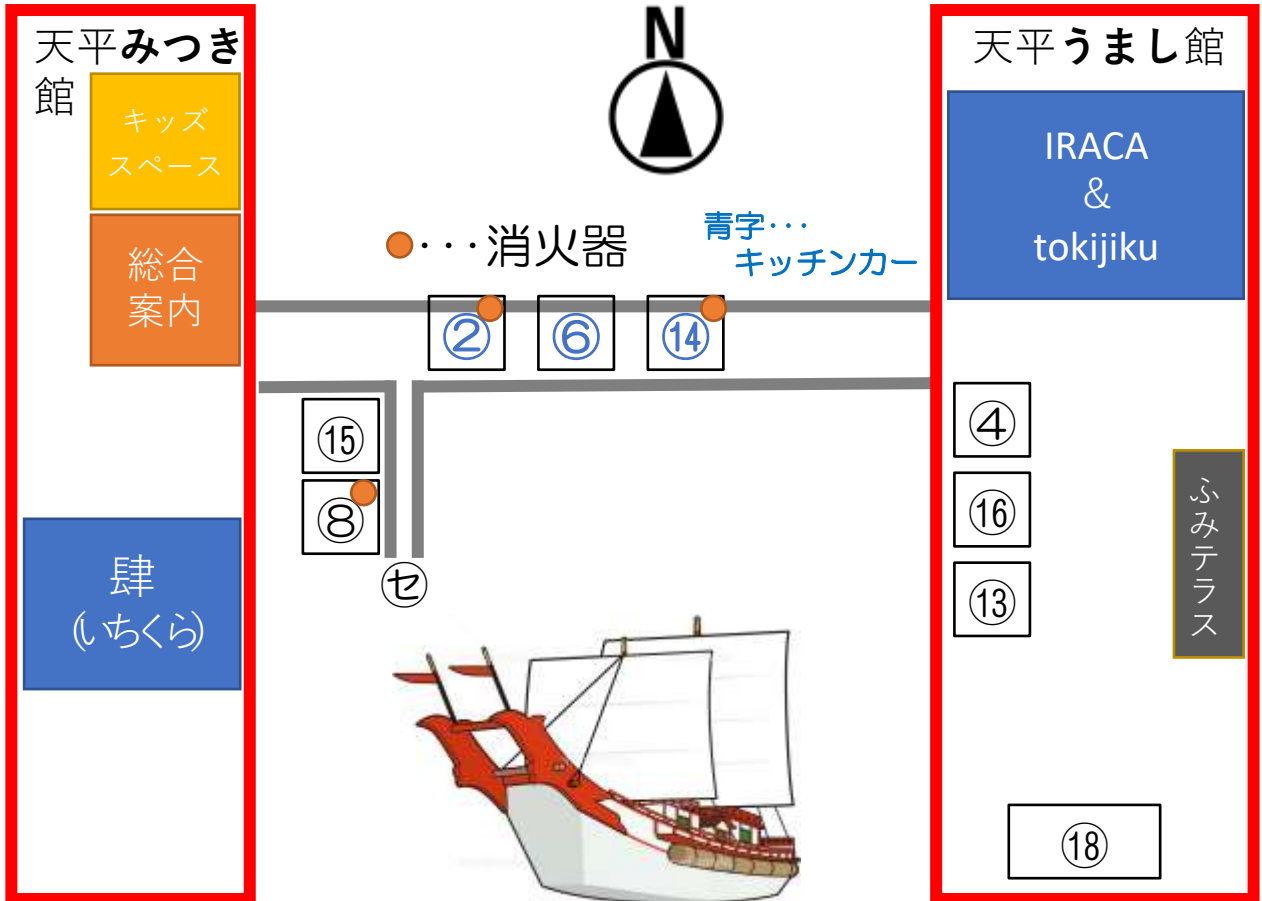 天平みつき
館
キッズ
スペース
総合
案内
肆
(いちくら)
N
●・・・消火器
青字・・・
キッチンカー
②
⑥
⑭
⑮
⑧
セ
天平うまし館
IRACA
&
tokijiku
④
⑯
⑬
ふみテラス
⑱